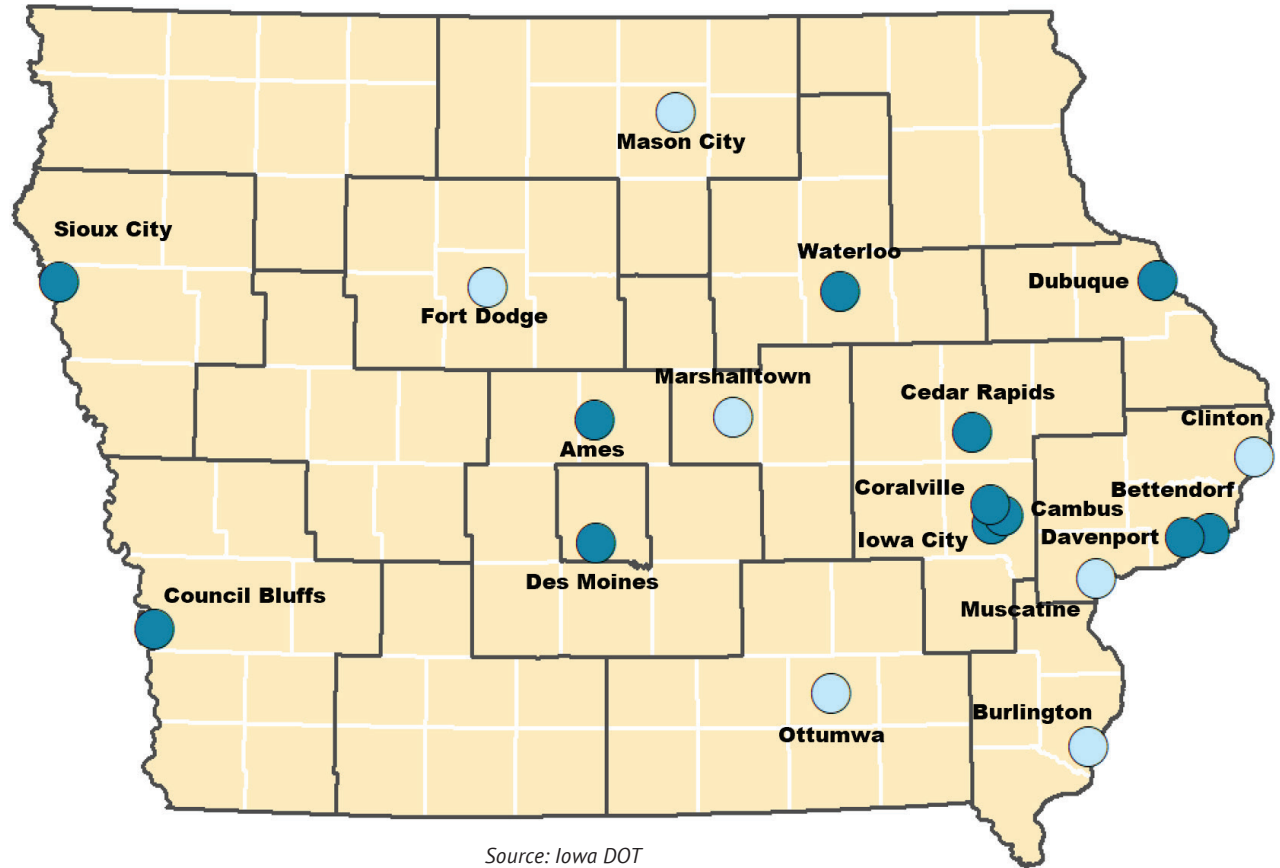 Mason City
Sioux City
Waterloo
Dubuque
Fort Dodge
Marshalltown
Cedar Rapids
Clinton
Ames
Coralville
Bettendorf
Cambus
Iowa City
Davenport
Des Moines
Council Bluffs
Muscatine
Burlington
Ottumwa
Source: Iowa DOT